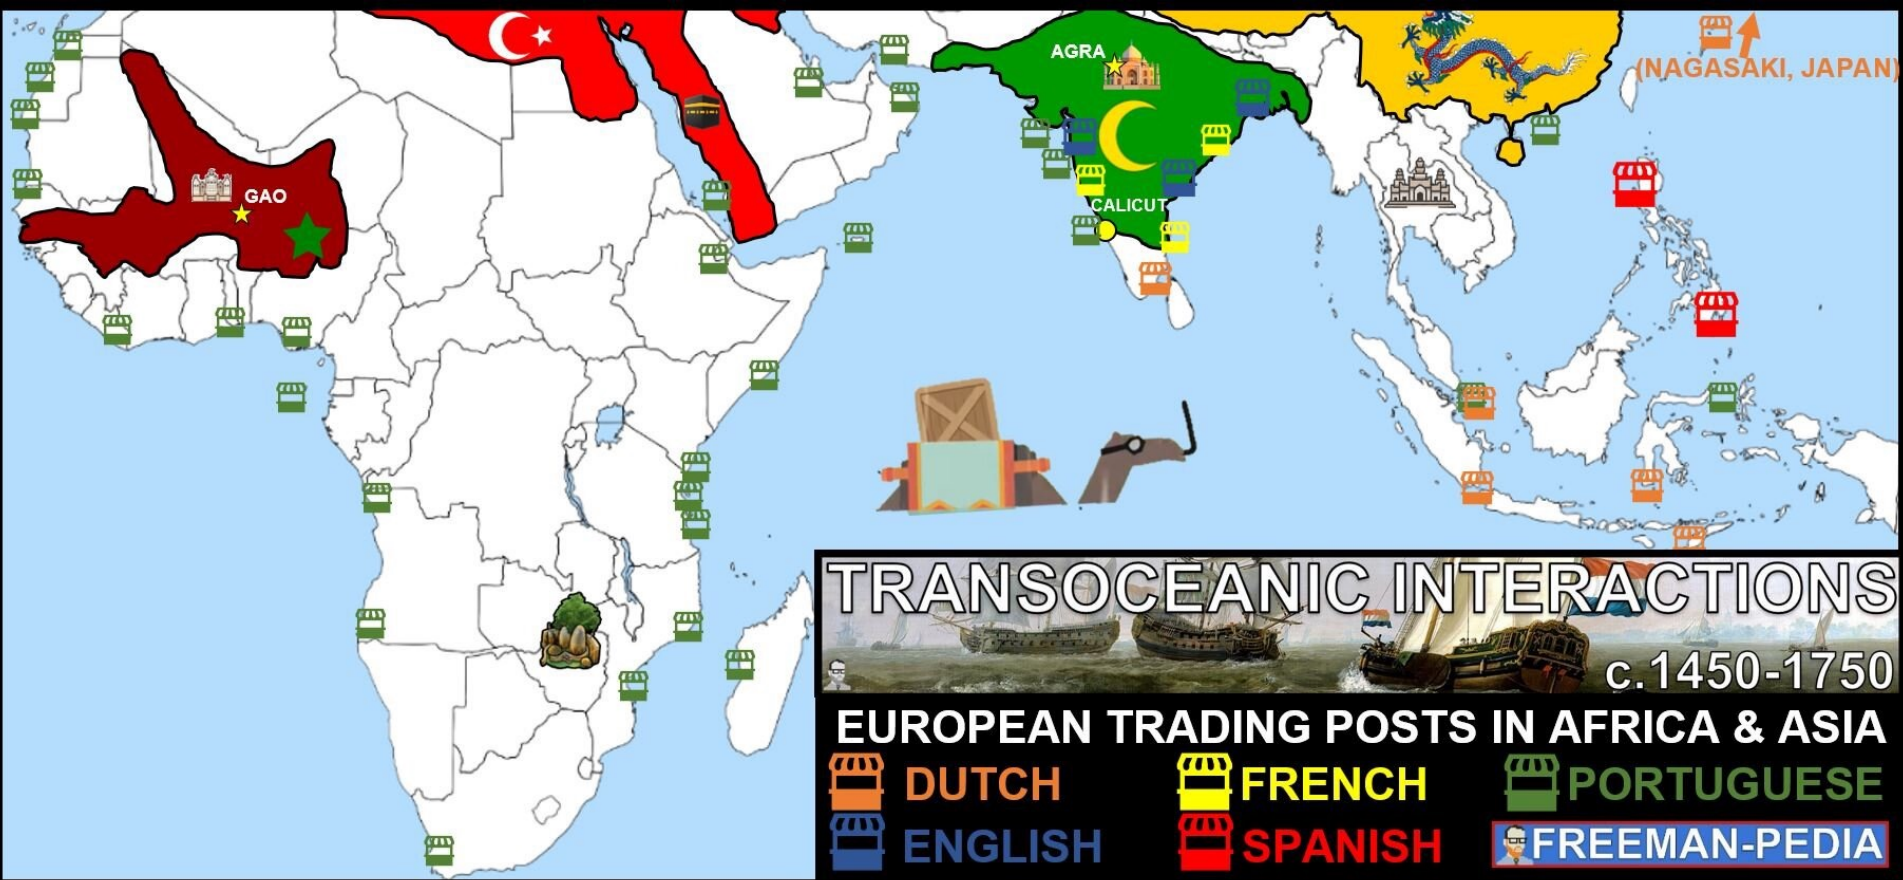 AGRA
(NAGASAKI, JAPAN)
GAO
CALICUT
TRANSOCEANIC INTERACTIONS
c.1450-1750
EUROPEAN TRADING POSTS IN AFRICA & ASIA
DUTCH
FRENCH
PORTUGUESE
ENGLISH
SPANISH
FREEMAN-PEDIA